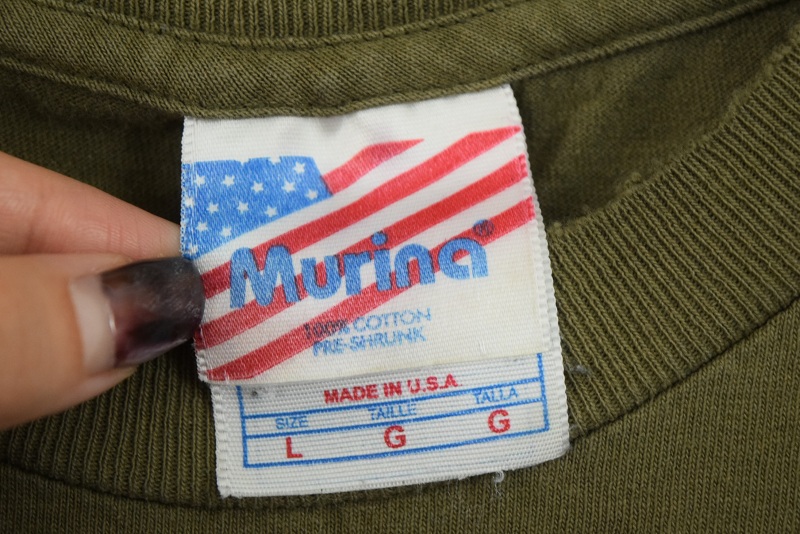 Murina®
100% COTTON
PRE-SHRUNK
MADE IN U.S.A.
SIZE TAILLE TALLA
L G G